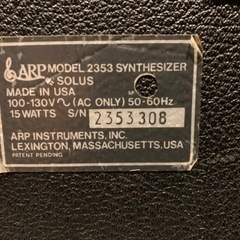 ARP MODEL 2353 SYNTHESIZER
SOLUS
MADE IN USA
100-130V ~ (AC ONLY) 50-60Hz
15 WATTS S/N 2353308
ARP INSTRUMENTS, INC.
LEXINGTON, MASSACHUSETTS, USA
PATENT PENDING